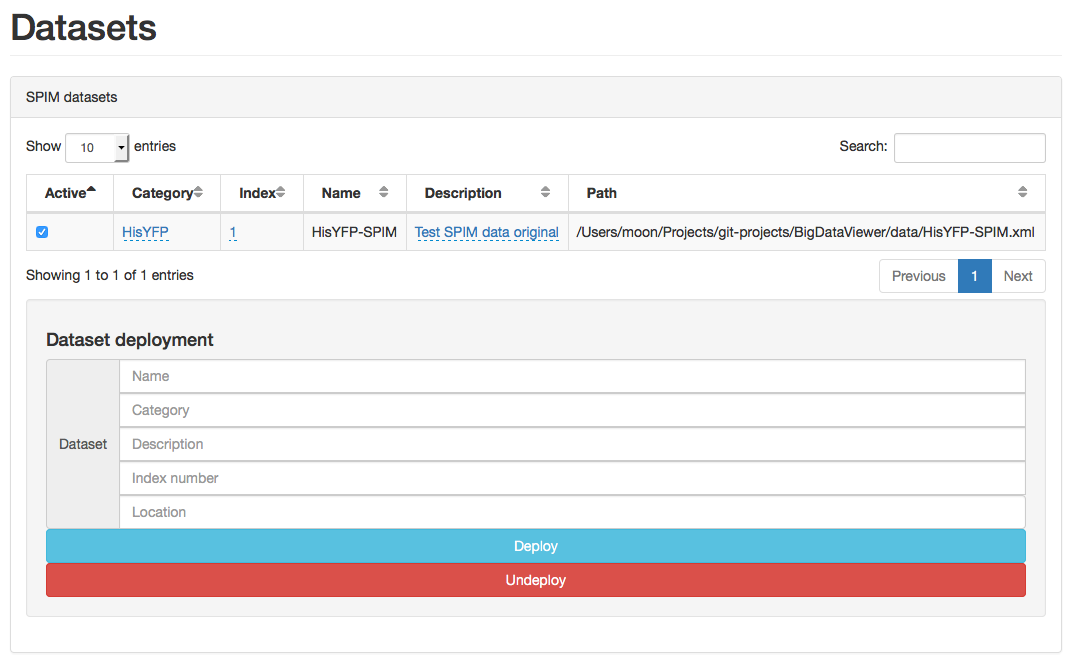 Datasets
SPIM datasets
Show 10 entries Search:
Active Category Index Name Description Path
HisYFP 1 HisYFP-SPIM Test SPIM data original /Users/moon/Projects/git-projects/BigDataViewer/data/HisYFP-SPIM.xml
Showing 1 to 1 of 1 entries Previous 1 Next
Dataset deployment
Name
Category
Dataset Description
Index number
Location
Deploy
Undeploy